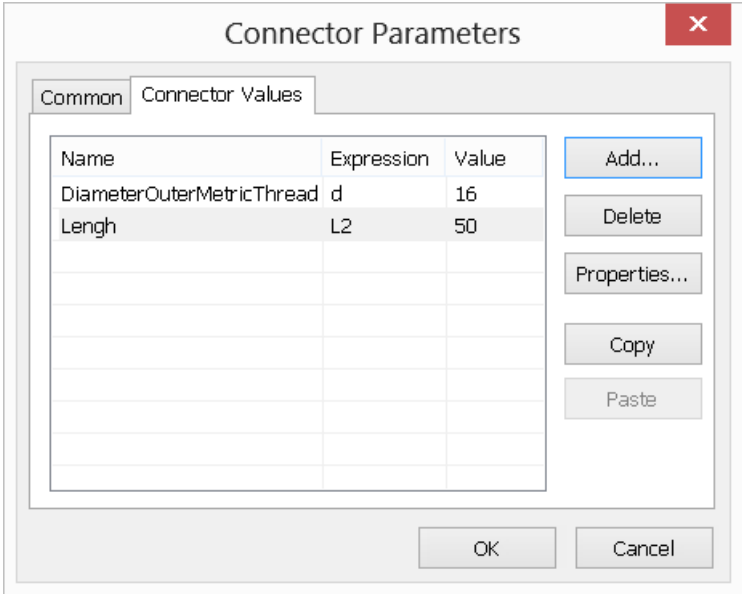 Connector Parameters
Common Connector Values
Name Expression Value
DiameterOuterMetricThread d 16
Lengh L2 50
Add...
Delete
Properties...
Copy
Paste
OK Cancel